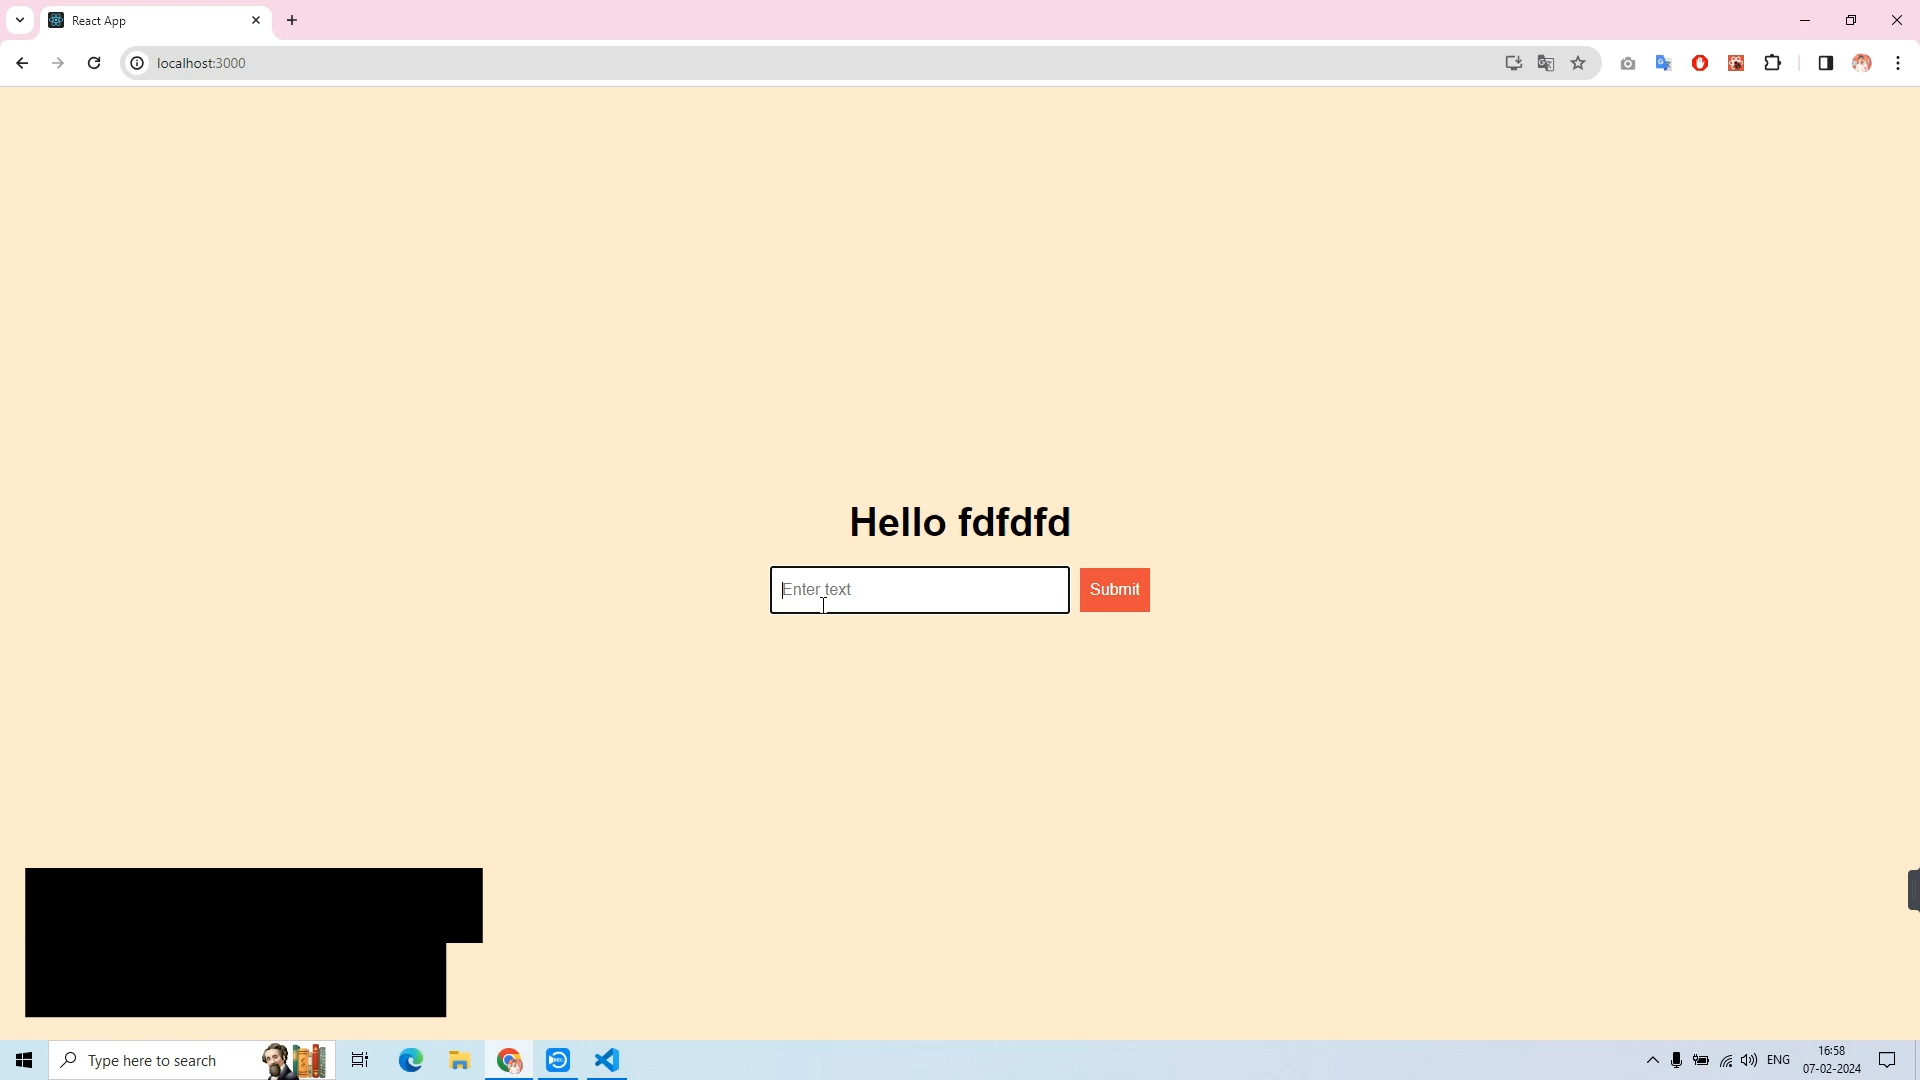 React App
localhost:3000
Hello fdfdfd
Enter text
Submit
Type here to search
ENG
16:58
07-02-2024